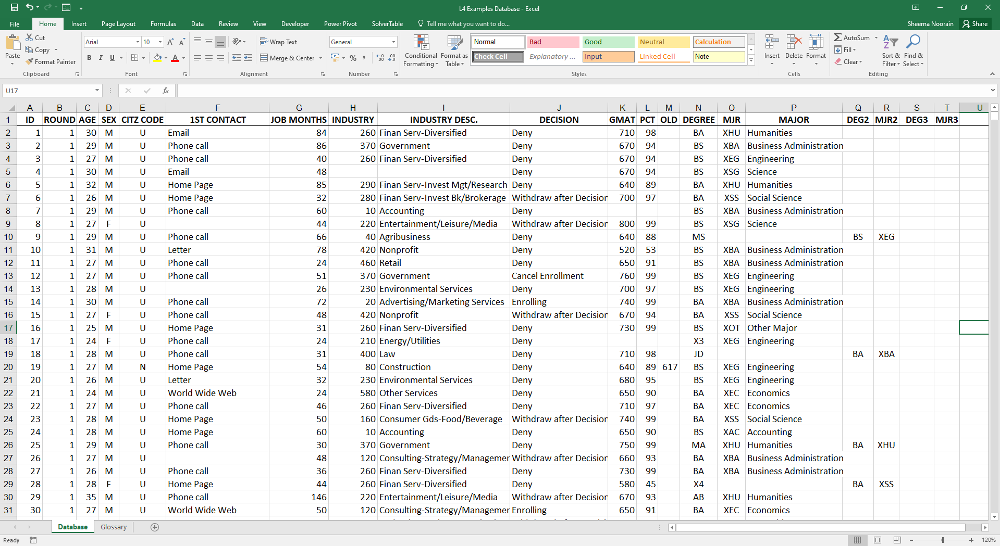 L4 Examples Database - Excel
File Home Insert Page Layout Formulas Data Review View Developer Power Pivot SolverTable Tell me what you want to do... Sheema Noorain Share
Paste Cut Copy Format Painter Clipboard
Arial 10 A A B I U A Font
Wrap Text Merge & Center Alignment
General % , Number
Conditional Formatting Format as Table Normal Bad Good Neutral Calculation
Check Cell Explanatory ... Input Linked Cell Note Styles
Insert Delete Format Cells
AutoSum Fill Clear Sort & Filter Find & Select Editing
U17 fx
A B C D E F G H I J K L M N O P Q R S T U
1 ID ROUND AGE SEX CITZ CODE 1ST CONTACT JOB MONTHS INDUSTRY INDUSTRY DESC. DECISION GMAT PCT OLD DEGREE MJR MAJOR DEG2 MJR2 DEG3 MJR3
2 1 1 30 M U Email 84 260 Finan Serv-Diversified Deny 710 98 BA XHU Humanities
3 2 1 29 M U Phone call 86 370 Government Deny 670 94 BS XBA Business Administration
4 3 1 27 M U Phone call 40 260 Finan Serv-Diversified Deny 670 94 BS XEG Engineering
5 4 1 30 M U Email 48 Deny 670 94 BS XSG Science
6 5 1 32 M U Home Page 85 290 Finan Serv-Invest Mgt/Research Deny 640 89 BA XHU Humanities
7 6 1 26 M U Home Page 32 280 Finan Serv-Invest Bk/Brokerage Withdraw after Decision 700 97 BA XSS Social Science
8 7 1 29 M U Phone call 60 10 Accounting Deny BS XBA Business Administration
9 8 1 27 F U 44 220 Entertainment/Leisure/Media Withdraw after Decision 800 99 BS XSG Science
10 9 1 29 M U Phone call 66 40 Agribusiness Deny 640 88 MS BS XEG
11 10 1 31 M U Letter 78 420 Nonprofit Deny 520 53 BS XBA Business Administration
12 11 1 27 M U Phone call 24 460 Retail Deny 650 91 BS XBA Business Administration
13 12 1 27 M U Phone call 51 370 Government Cancel Enrollment 760 99 BS XEG Engineering
14 13 1 28 M U 26 230 Environmental Services Deny 700 97 BS XEG Engineering
15 14 1 30 M U Phone call 72 20 Advertising/Marketing Services Enrolling 740 99 BA XBA Business Administration
16 15 1 27 F U Phone call 48 420 Nonprofit Withdraw after Decision 670 94 BA XSS Social Science
17 16 1 25 M U Home Page 31 260 Finan Serv-Diversified Deny 730 99 BS XOT Other Major
18 17 1 24 F U Phone call 24 210 Energy/Utilities Deny X3 XEG Engineering
19 18 1 28 M U Phone call 31 400 Law Deny 710 98 JD BA XBA
20 19 1 27 M N Home Page 54 80 Construction Deny 640 89 617 BS XEG Engineering
21 20 1 26 M U Letter 32 230 Environmental Services Deny 680 95 BS XEG Engineering
22 21 1 24 M U World Wide Web 24 580 Other Services Deny 650 90 BA XEC Economics
23 22 1 27 M U Phone call 46 260 Finan Serv-Diversified Deny 710 97 BA XEC Economics
24 23 1 28 M U Home Page 50 160 Consumer Gds-Food/Beverage Withdraw after Decision 740 99 BA XSS Social Science
25 24 1 28 M U Home Page 60 10 Accounting Deny 650 90 BS XAC Accounting
26 25 1 29 M U Phone call 30 370 Government Deny 750 99 MA XHU Humanities BA XHU
27 26 1 27 M U 48 120 Consulting-Strategy/Managemer Withdraw after Decision 660 93 BA XBA Business Administration
28 27 1 26 M U Phone call 36 260 Finan Serv-Diversified Deny 730 99 BA XBA Business Administration
29 28 1 28 F U Home Page 44 260 Finan Serv-Diversified Deny 580 45 X4 BA XSS
30 29 1 35 M U Phone call 146 220 Entertainment/Leisure/Media Withdraw after Decision 670 93 AB XHU Humanities
31 30 1 27 M U World Wide Web 50 120 Consulting-Strategy/Managemer Enrolling 650 91 BA XEC Economics
Database Glossary
Ready 120%